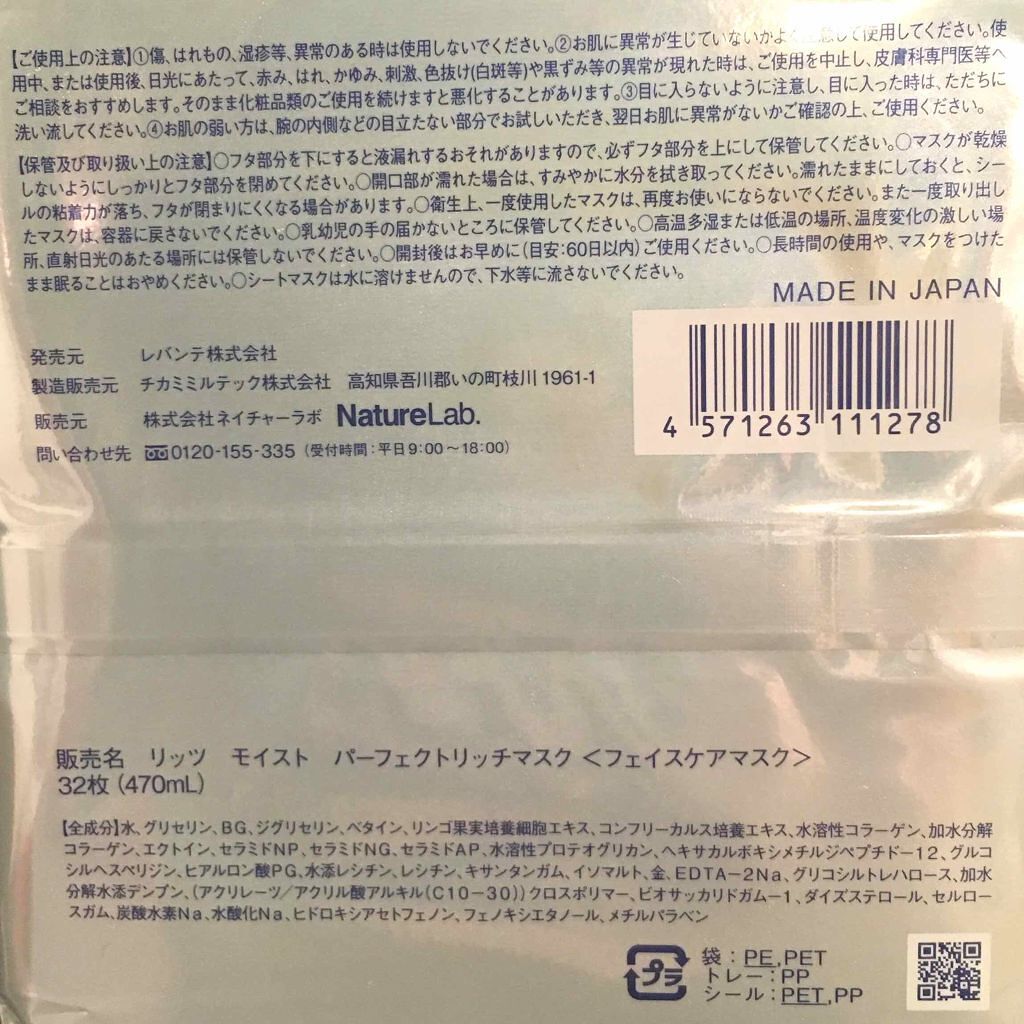 【ご使用上の注意】①傷、はれもの、湿疹等、異常のある時は使用しないでください。②お肌に異常が生じていないかよく注意して使用してください。使
用中、または使用後、日光にあたって、赤み、はれ、かゆみ、刺激、色抜け(白斑等)や黒ずみ等の異常が現れた時は、ご使用を中止し、皮膚科専門医等へ
ご相談をおすすめします。そのまま化粧品類のご使用を続けますと悪化することがあります。③目に入らないように注意し、目に入った時は、ただちに
洗い流してください。④お肌の弱い方は、腕の内側などの目立たない部分でお試しいただき、翌日お肌に異常がないかご確認の上、ご使用ください。
【保管及び取り扱い上の注意】○フタ部分を下にすると液漏れするおそれがありますので、必ずフタ部分を上にして保管してください。○マスクが乾燥
しないようにしっかりとフタ部分を閉めてください。○開口部が濡れた場合は、すみやかに水分を拭き取ってください。濡れたままにしておくと、シー
ルの粘着力が落ち、フタが閉まりにくくなる場合があります。○衛生上、一度使用したマスクは、再度お使いにならないでください。また一度取り出し
たマスクは、容器に戻さないでください。○乳幼児の手の届かないところに保管してください。○高温多湿または低温の場所、温度変化の激しい場
所、直射日光のあたる場所には保管しないでください。○開封後はお早めに(目安:60日以内)ご使用ください。○長時間の使用や、マスクをつけた
まま眠ることはおやめください。○シートマスクは水に溶けませんので、下水等に流さないでください。
MADE IN JAPAN
発売元 レバンテ株式会社
製造販売元 チカミミルテック株式会社 高知県吾川郡いの町枝川1961-1
販売元 株式会社ネイチャーラボ NatureLab.
問い合わせ先 0120-155-335 (受付時間:平日9:00~18:00)
4 571263 111278
販売名 リッツ モイスト パーフェクトリッチマスク <フェイスケアマスク>
32枚 (470mL)
【全成分】水、グリセリン、BG、ジグリセリン、ベタイン、リンゴ果実培養細胞エキス、コンフリーカルス培養エキス、水溶性コラーゲン、加水分解
コラーゲン、エクトイン、セラミドNP、セラミドNG、セラミドAP、水溶性プロテオグリカン、ヘキサカルボキシメチルジペプチド-12、グルコ
シルヘスペリジン、ヒアルロン酸PG、水添レシチン、レシチン、キサンタンガム、イソマルト、金、EDTA-2Na、グリコシルトレハロース、加水
分解水添デンプン、(アクリレーツ/アクリル酸アルキル(C10-30))クロスポリマー、ビオサッカリドガム-1、ダイズステロール、セルロー
スガム、炭酸水素Na、水酸化Na、ヒドロキシアセトフェノン、フェノキシエタノール、メチルパラベン
プラ
袋:PE,PET
トレー:PP
シール:PET,PP